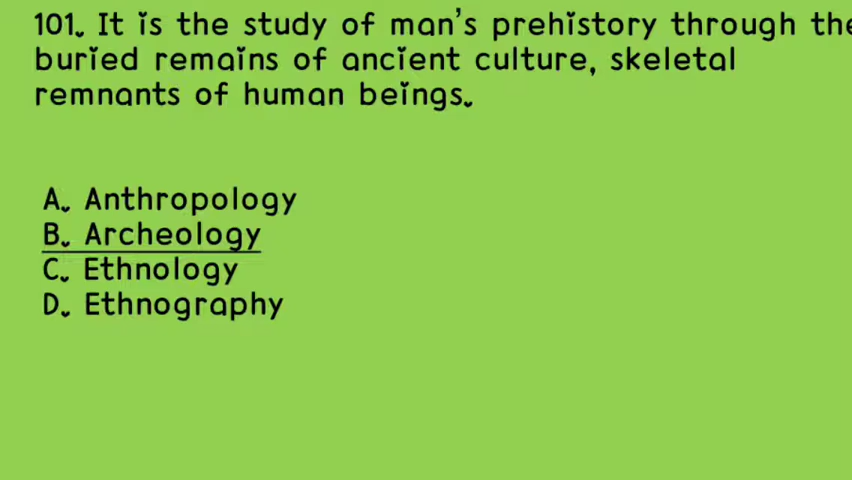 101. It is the study of man's prehistory through the
buried remains of ancient culture, skeletal
remnants of human beings.
A. Anthropology
B. Archeology
C. Ethnology
D. Ethnography